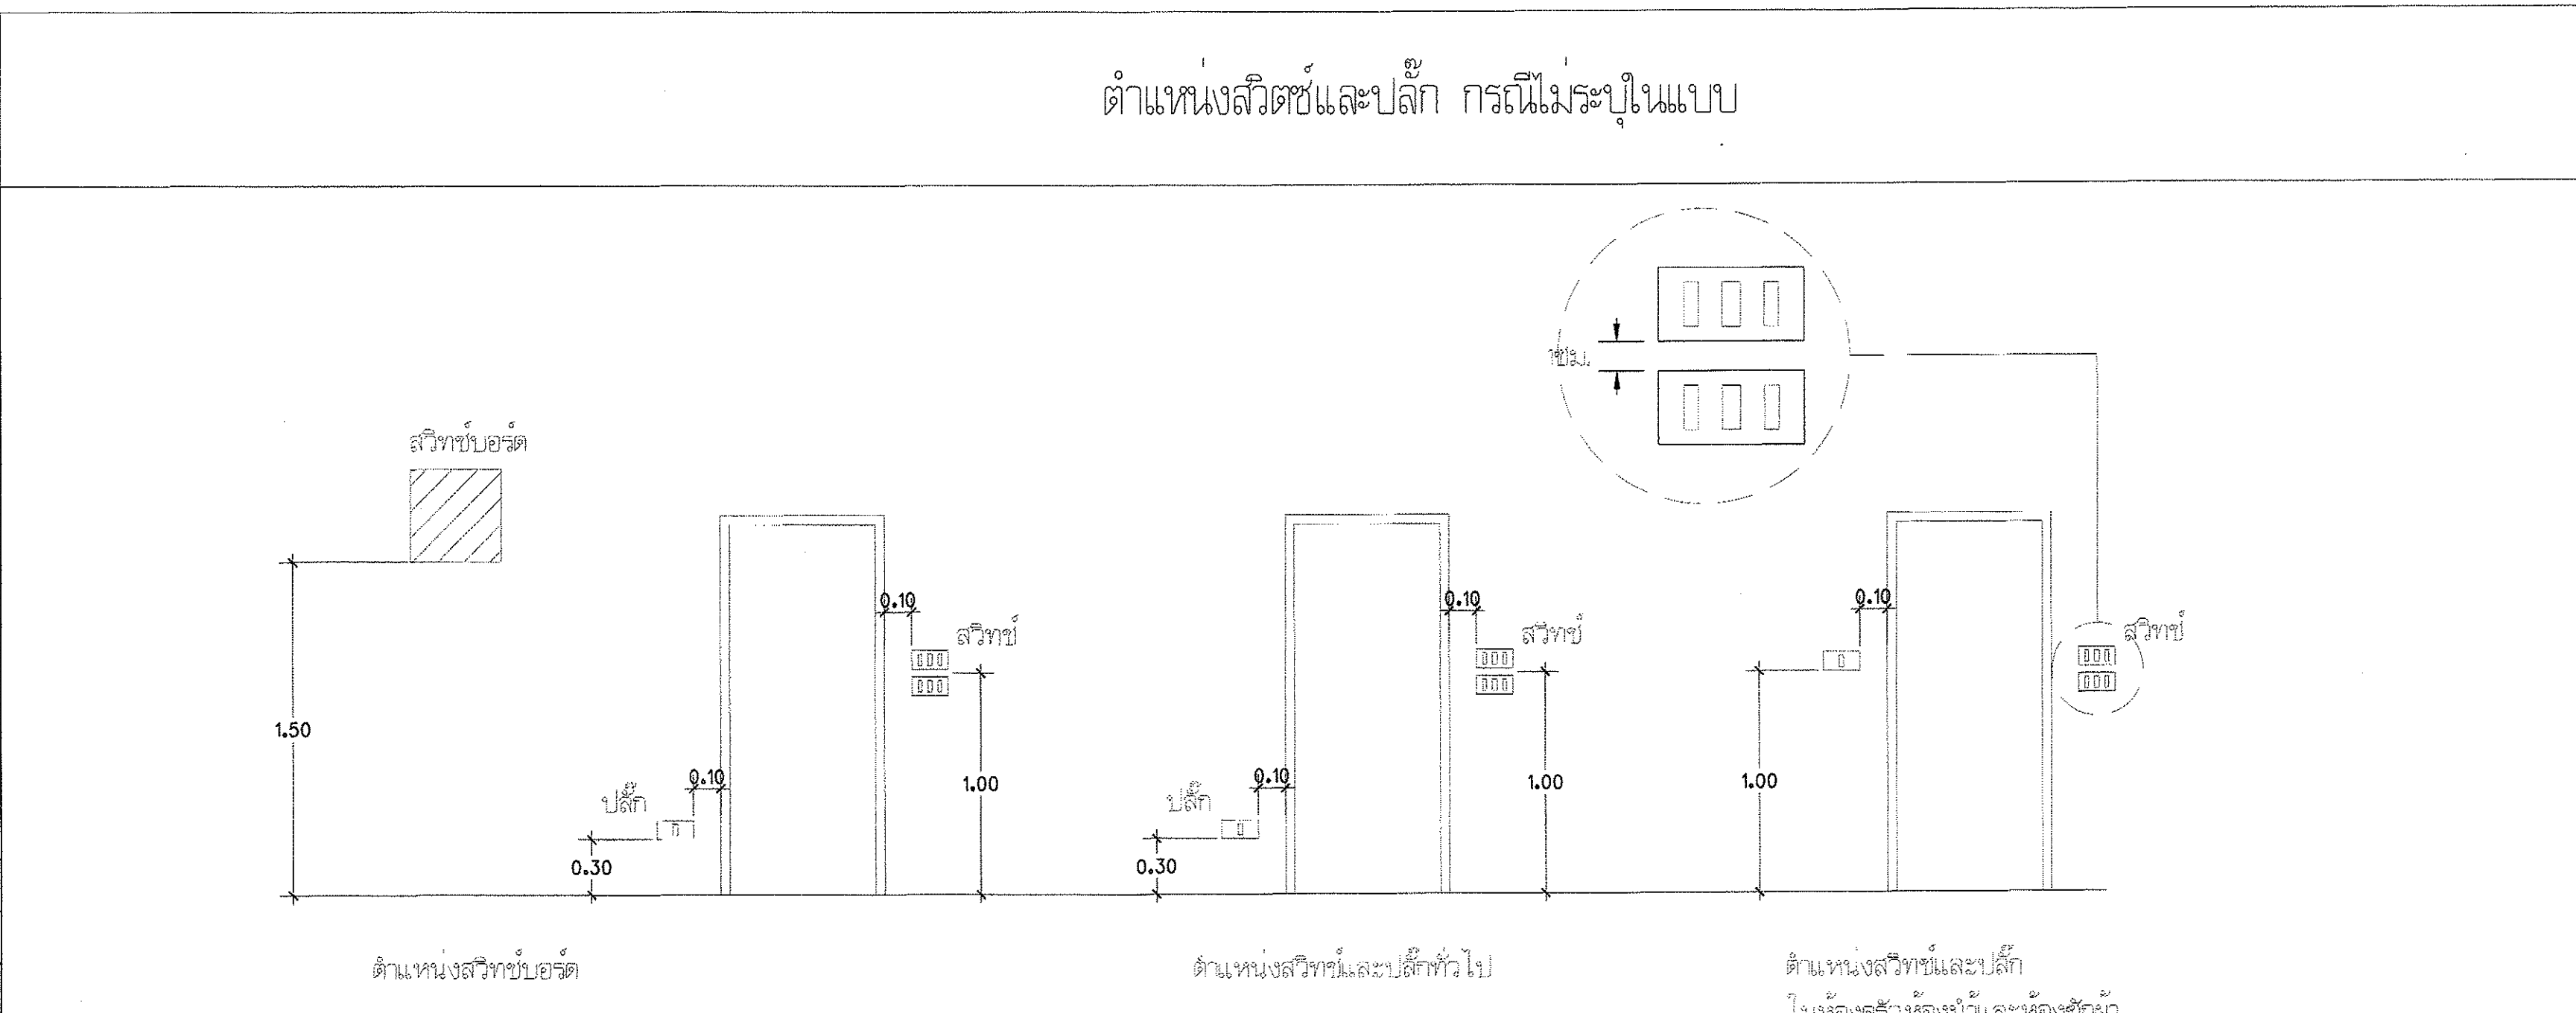 ตำแหน่งสวิตซ์และปลั๊ก กรณีไม่ระบุในแบบ
ซม.
สวิทช์บอร์ด
0.10
0.10
0.10
สวิทช์
สวิทช์
สวิทช์
1.50
0.10
0.10
1.00
1.00
1.00
ปลั๊ก
ปลั๊ก
0.30
0.30
ตำแหน่งสวิทช์บอร์ด
ตำแหน่งสวิทช์และปลั๊กทั่วไป
ตำแหน่งสวิทช์และปลั๊ก